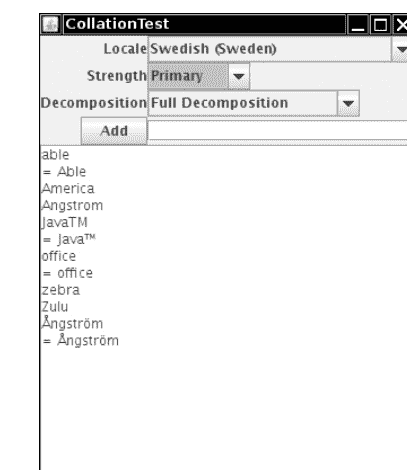 CollationTest
Locale Swedish (Sweden)
Strength Primary
Decomposition Full Decomposition
Add
able
= Able
America
Angstrom
JavaTM
= Java™
office
= office
zebra
Zulu
Ångström
= Ångström